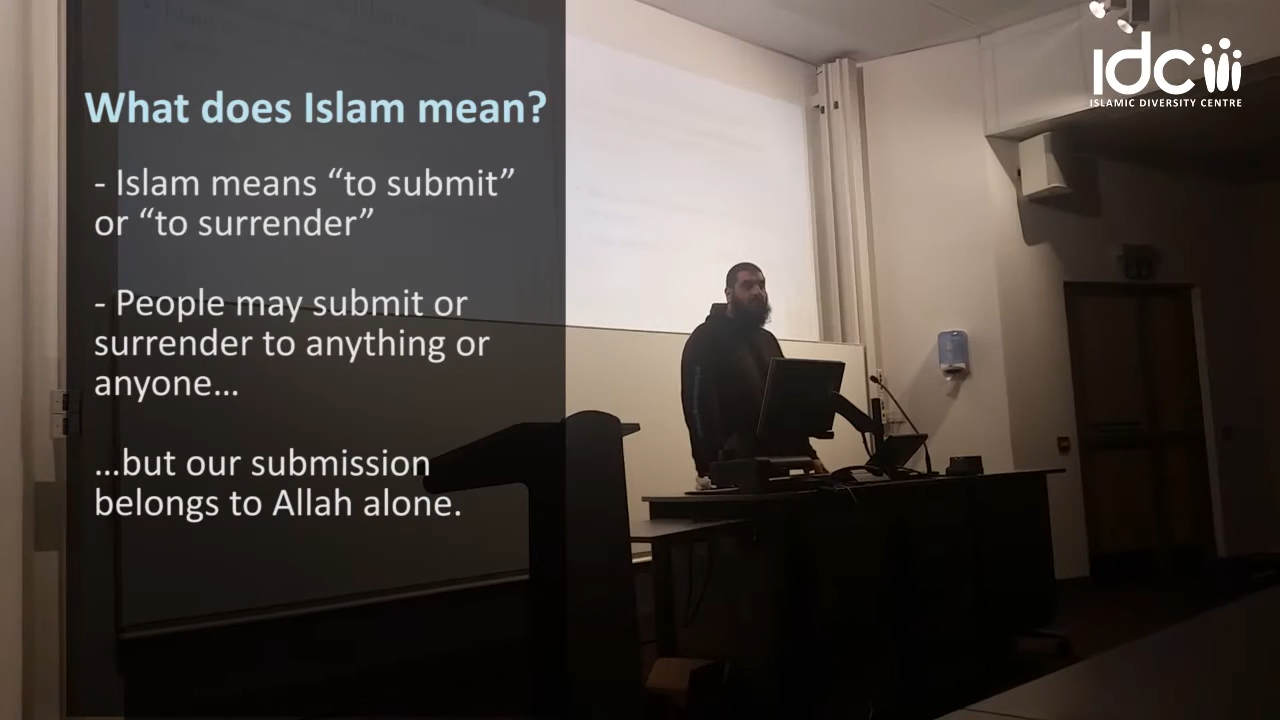 What does Islam mean?
- Islam means “to submit”
or “to surrender”
- People may submit or
surrender to anything or
anyone…
…but our submission
belongs to Allah alone.
idc
ISLAMIC DIVERSITY CENTRE